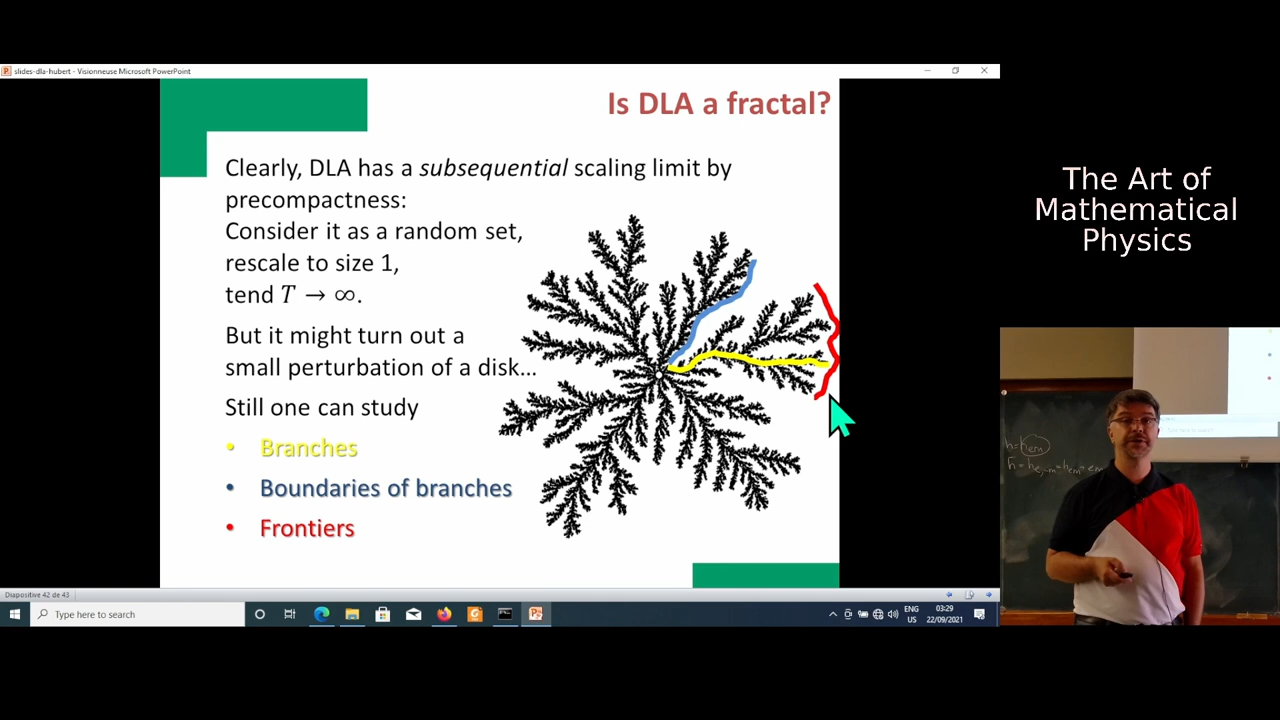 slides-dla-hubert - Visionneuse Microsoft PowerPoint
Is DLA a fractal?
Clearly, DLA has a subsequential scaling limit by
precompactness:
Consider it as a random set,
rescale to size 1,
tend T → ∞.
But it might turn out a
small perturbation of a disk...
Still one can study
• Branches
• Boundaries of branches
• Frontiers
The Art of
Mathematical
Physics
Diapositive 42 de 43
Type here to search
ENG
US
03:29
22/09/2021